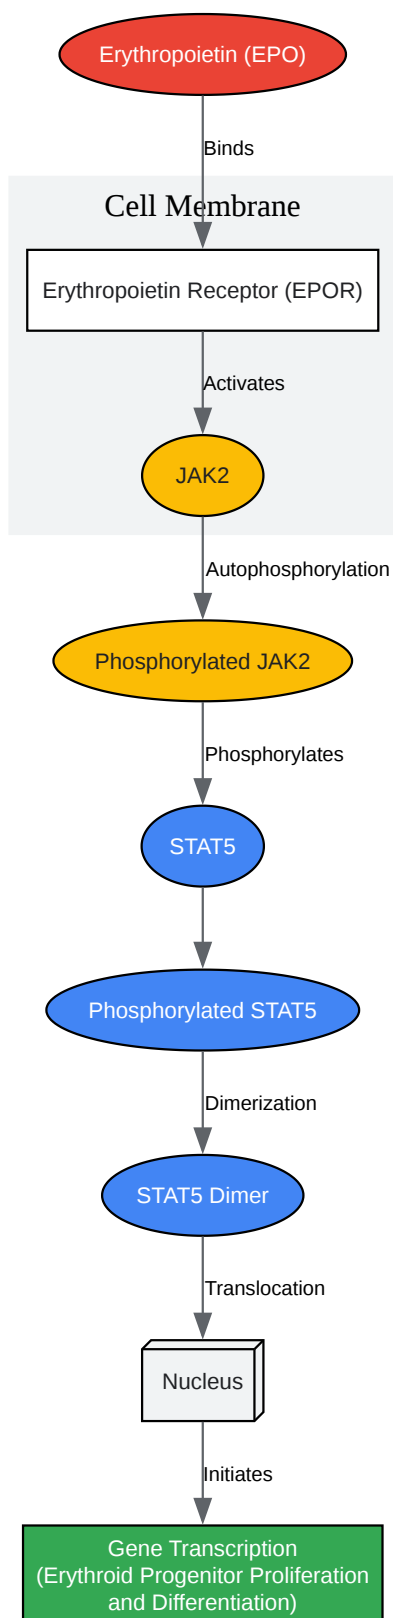 Erythropoietin (EPO)
Binds
Cell Membrane
Erythropoietin Receptor (EPOR)
Activates
JAK2
Autophosphorylation
Phosphorylated JAK2
Phosphorylates
STAT5
Phosphorylated STAT5
Dimerization
STAT5 Dimer
Translocation
Nucleus
Initiates
Gene Transcription
(Erythroid Progenitor Proliferation
and Differentiation)